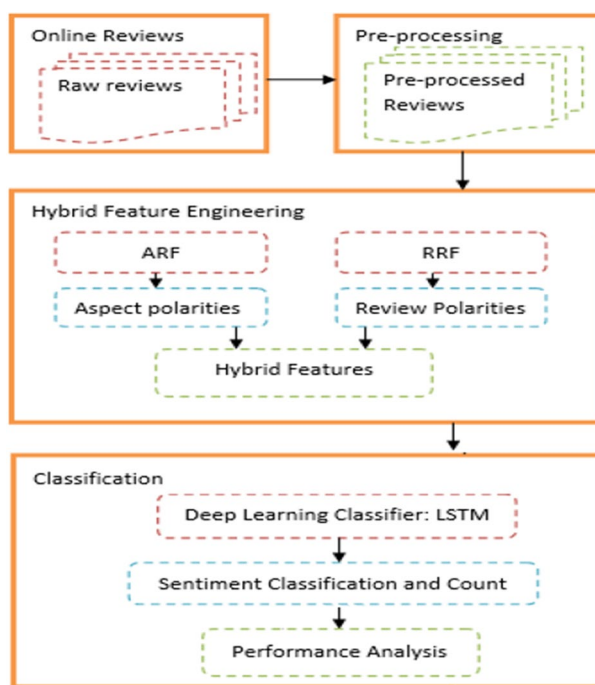 Online Reviews
Raw reviews
Pre-processing
Pre-processed
Reviews
Hybrid Feature Engineering
ARF
RRF
Aspect polarities
Review Polarities
Hybrid Features
Classification
Deep Learning Classifier: LSTM
Sentiment Classification and Count
Performance Analysis